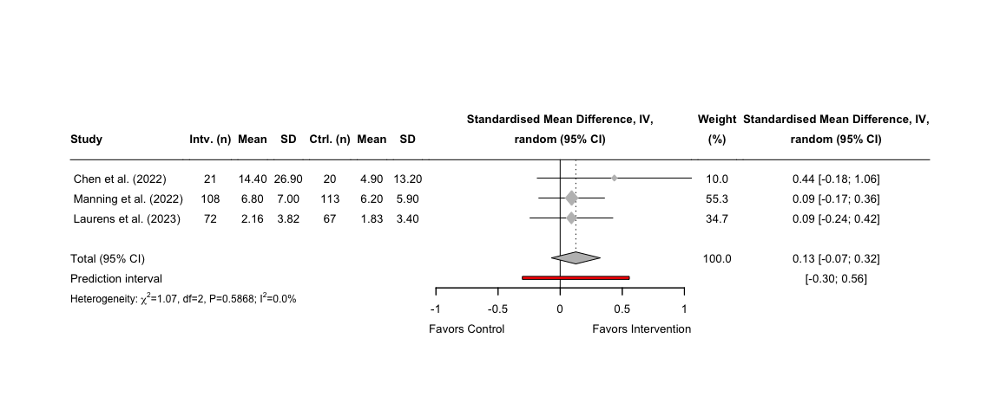 Standardised Mean Difference, IV, Weight Standardised Mean Difference, IV,
Study Intv. (n) Mean SD Ctrl. (n) Mean SD random (95% CI) (%) random (95% CI)
Chen et al. (2022) 21 14.40 26.90 20 4.90 13.20 10.0 0.44 [-0.18; 1.06]
Manning et al. (2022) 108 6.80 7.00 113 6.20 5.90 55.3 0.09 [-0.17; 0.36]
Laurens et al. (2023) 72 2.16 3.82 67 1.83 3.40 34.7 0.09 [-0.24; 0.42]
Total (95% CI) 100.0 0.13 [-0.07; 0.32]
Prediction interval [-0.30; 0.56]
Heterogeneity: χ²=1.07, df=2, P=0.5868; I²=0.0%
-1 -0.5 0 0.5 1
Favors Control Favors Intervention